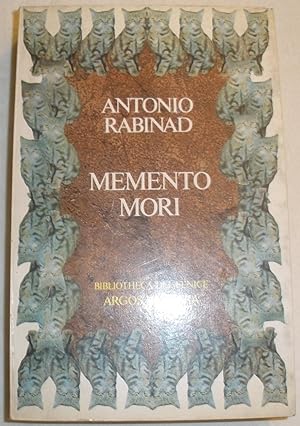 ANTONIO
RABINAD
MEMENTO
MORI
BIBLIOTHECA DEL FENICE
ARGOS VERGARA